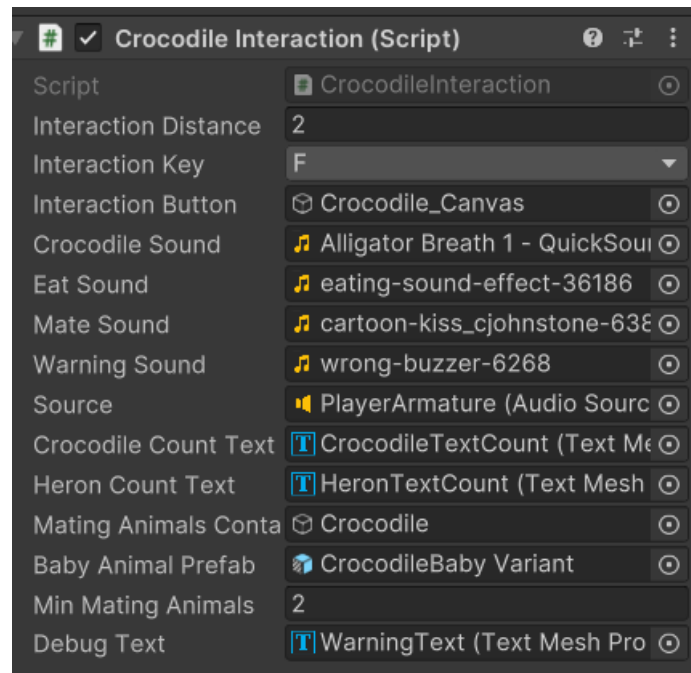 Crocodile Interaction (Script)
Script CrocodileInteraction
Interaction Distance 2
Interaction Key F
Interaction Button Crocodile_Canvas
Crocodile Sound Alligator Breath 1 - QuickSou
Eat Sound eating-sound-effect-36186
Mate Sound cartoon-kiss_cjohnstone-638
Warning Sound wrong-buzzer-6268
Source PlayerArmature (Audio Sourc
Crocodile Count Text CrocodileTextCount (Text Me
Heron Count Text HeronTextCount (Text Mesh
Mating Animals Conta Crocodile
Baby Animal Prefab CrocodileBaby Variant
Min Mating Animals 2
Debug Text WarningText (Text Mesh Pro